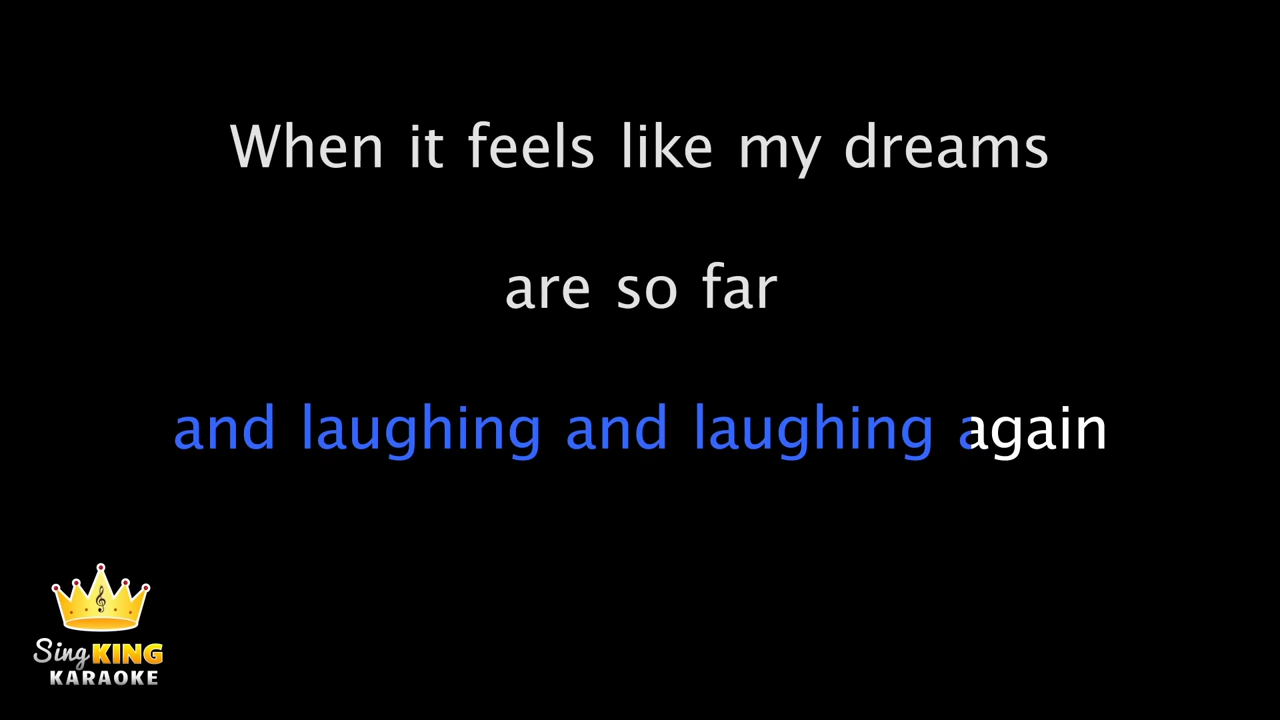 When it feels like my dreams
are so far
and laughing and laughing again
Sing KING
KARAOKE